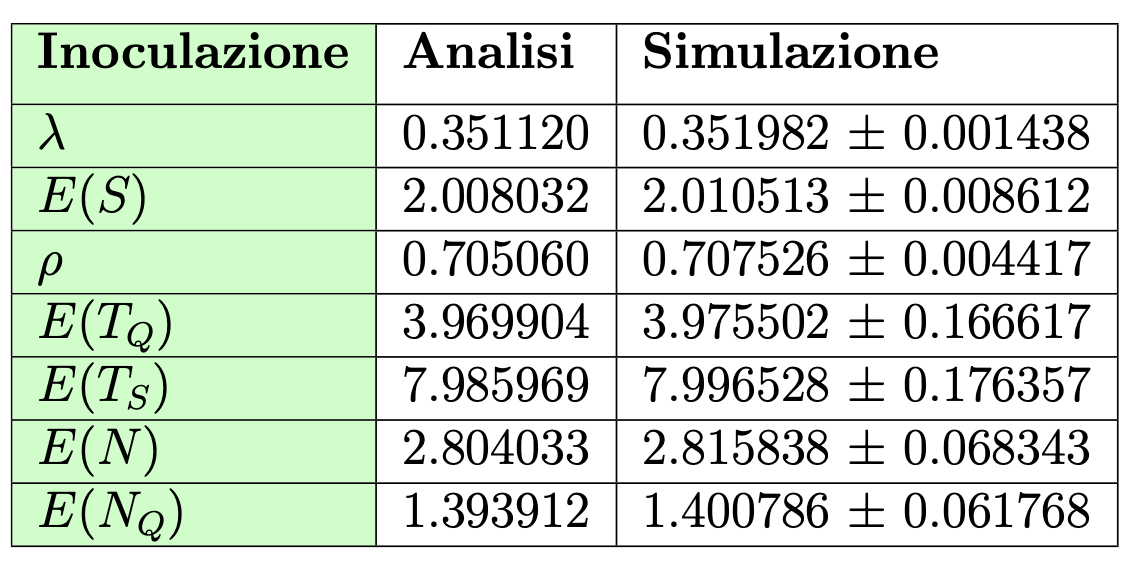 Inoculazione Analisi Simulazione
λ 0.351120 0.351982 ± 0.001438
E(S) 2.008032 2.010513 ± 0.008612
ρ 0.705060 0.707526 ± 0.004417
E(T_Q) 3.969904 3.975502 ± 0.166617
E(T_S) 7.985969 7.996528 ± 0.176357
E(N) 2.804033 2.815838 ± 0.068343
E(N_Q) 1.393912 1.400786 ± 0.061768